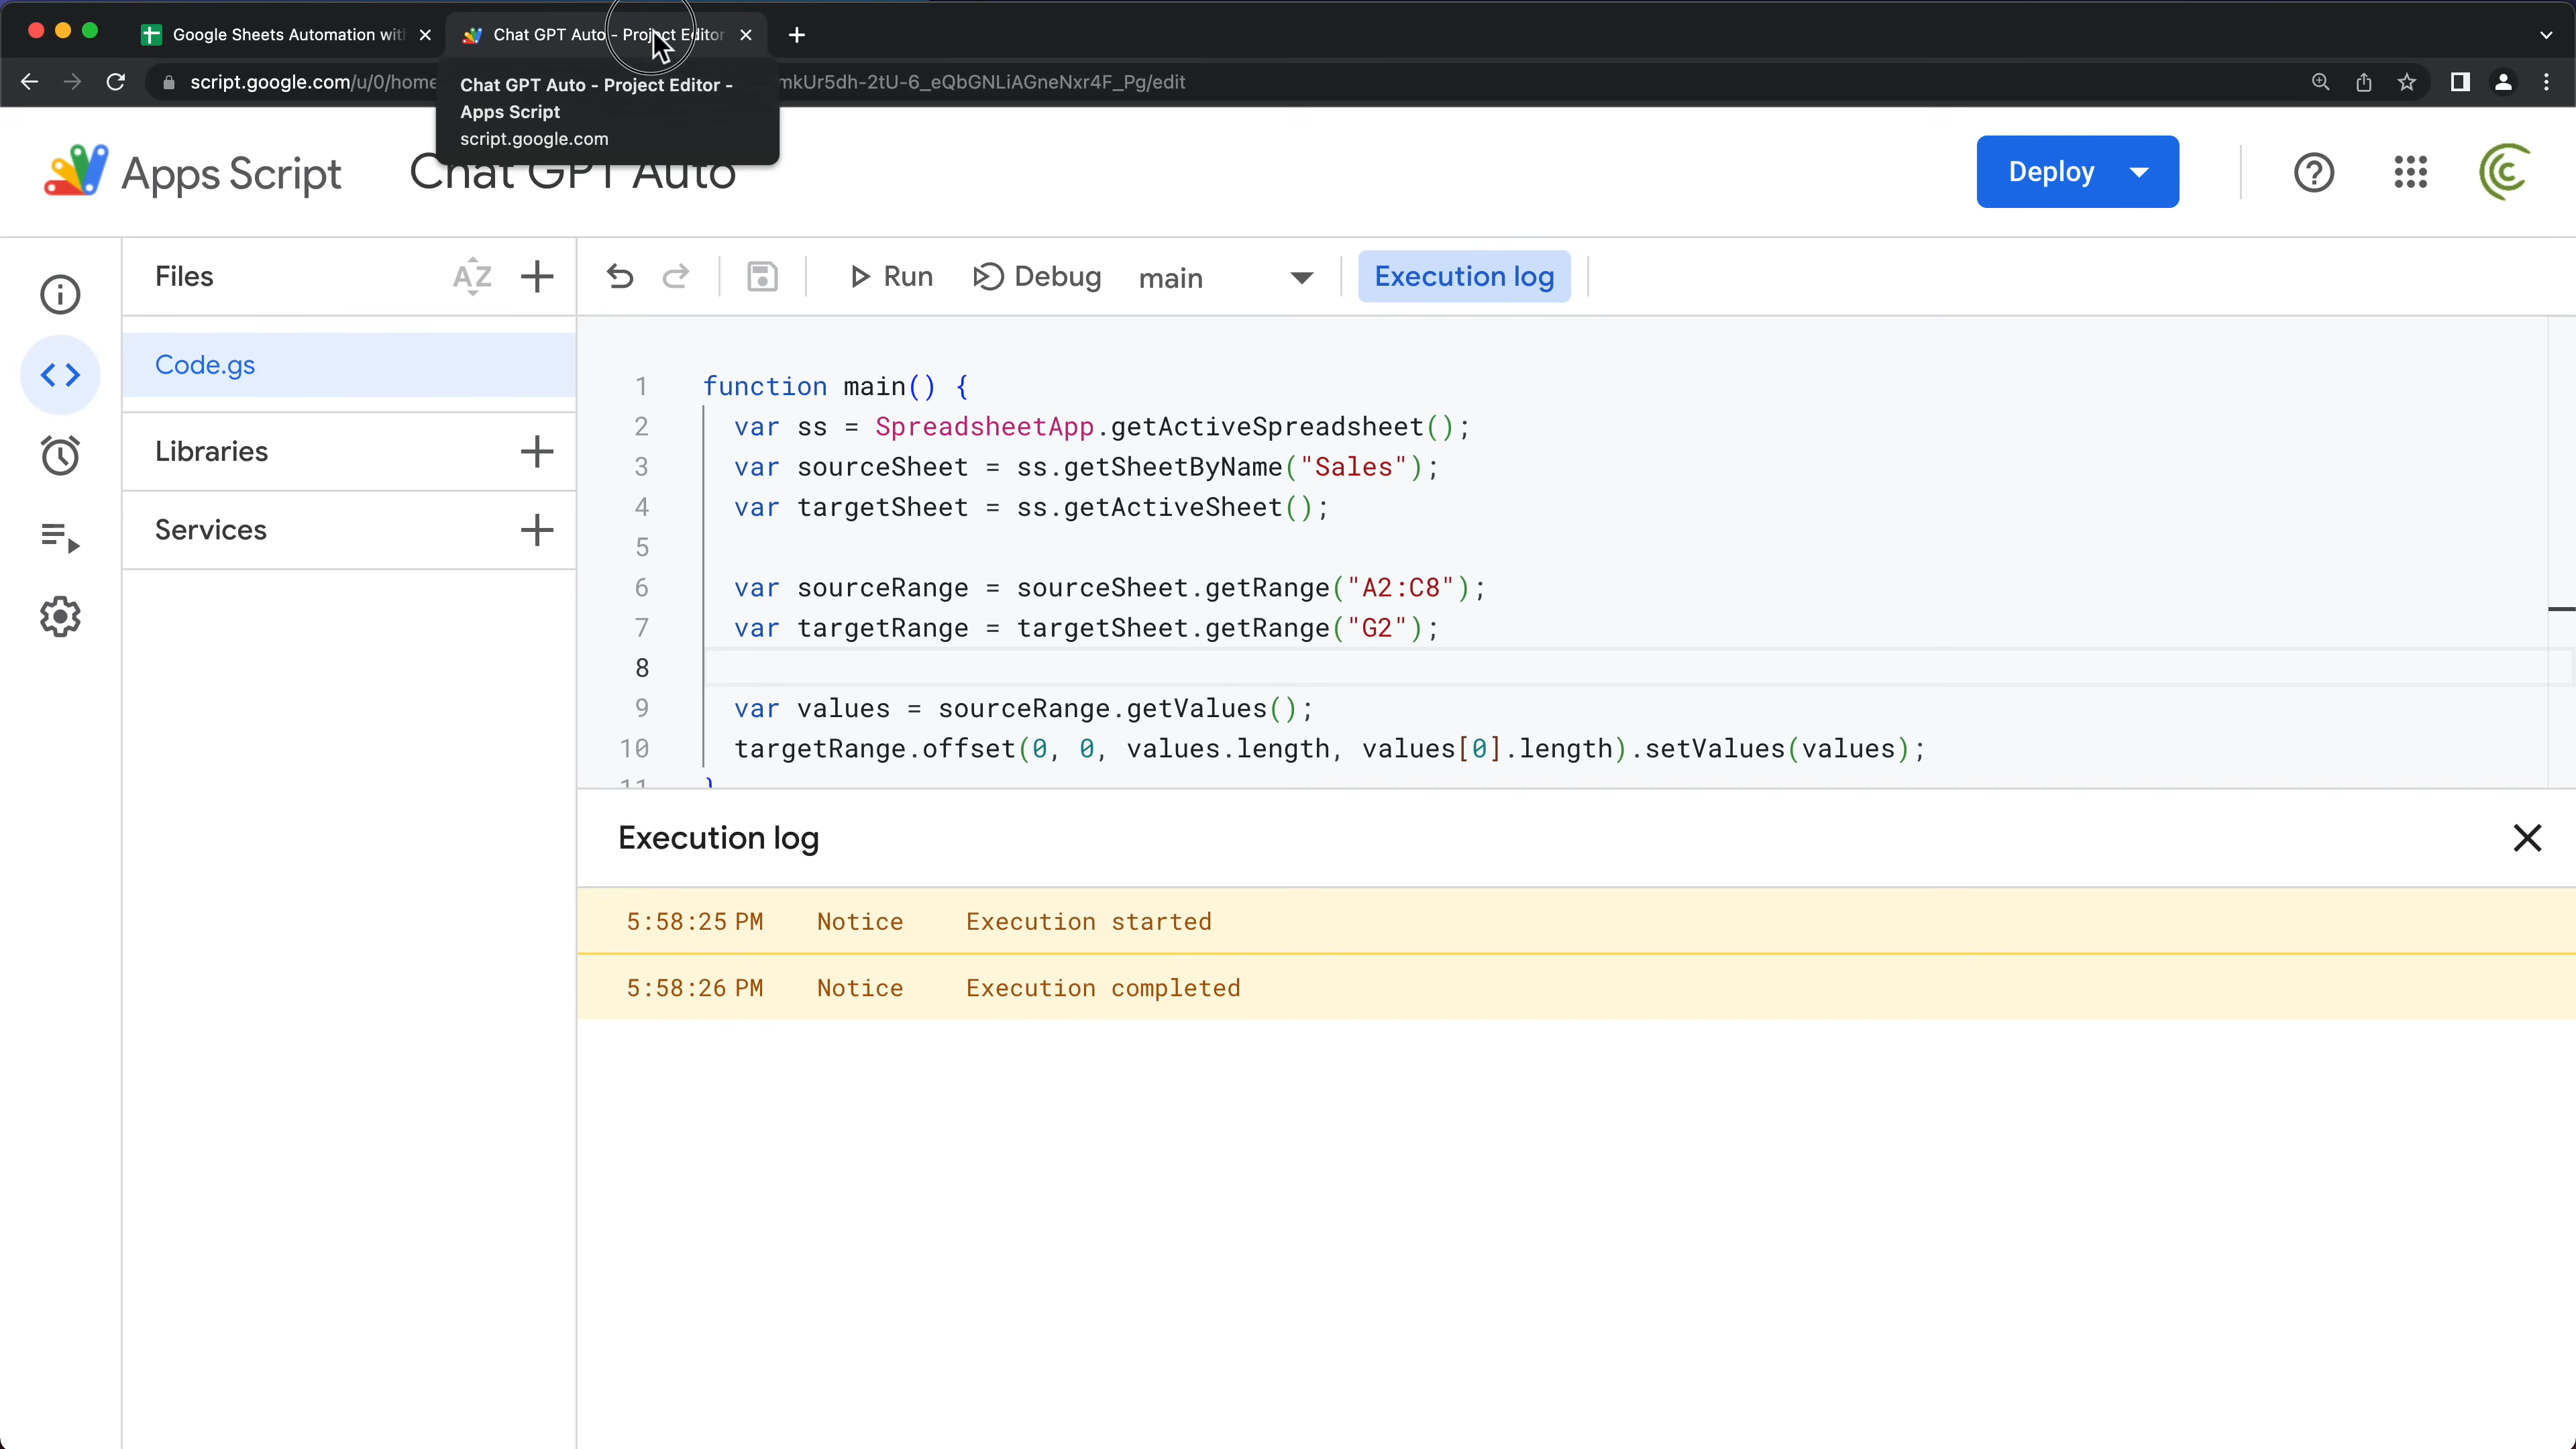 Google Sheets Automation wit
Chat GPT Auto - Project Editor
script.google.com/u/0/home
mkUr5dh-2tU-6_eQbGNLiAGneNxr4F_Pg/edit
Chat GPT Auto - Project Editor -
Apps Script
script.google.com
Apps Script
Chat GPT Auto
Deploy
Files
AZ
Run
Debug
main
Execution log
Code.gs
Libraries
Services
1 function main() {
2 var ss = SpreadsheetApp.getActiveSpreadsheet();
3 var sourceSheet = ss.getSheetByName("Sales");
4 var targetSheet = ss.getActiveSheet();
5
6 var sourceRange = sourceSheet.getRange("A2:C8");
7 var targetRange = targetSheet.getRange("G2");
8
9 var values = sourceRange.getValues();
10 targetRange.offset(0, 0, values.length, values[0].length).setValues(values);
11 }
Execution log
5:58:25 PM Notice Execution started
5:58:26 PM Notice Execution completed